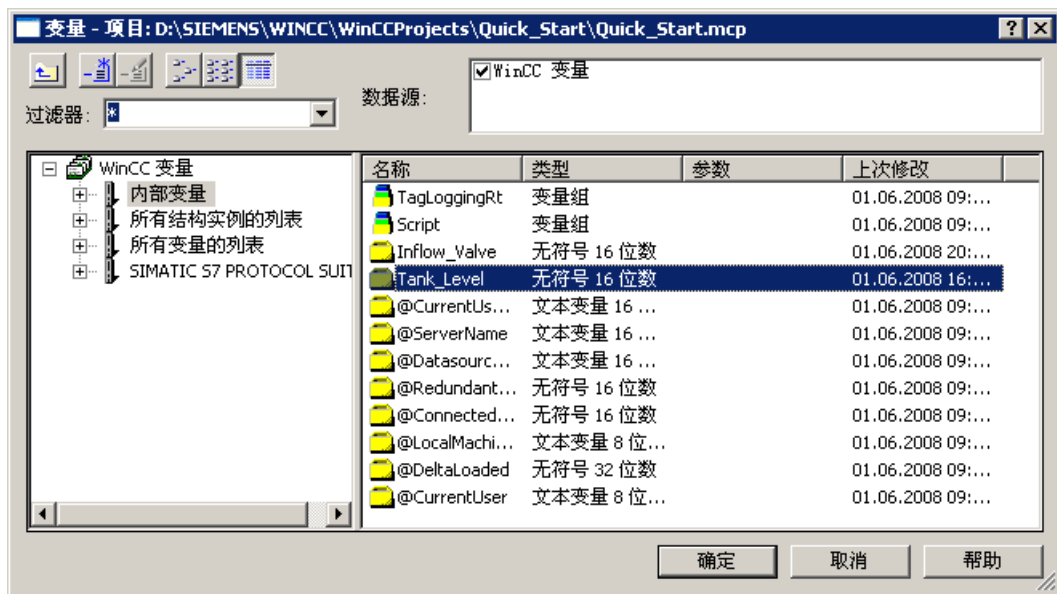 变量 - 项目: D:\SIEMENS\WINCC\WinCCProjects\Quick_Start\Quick_Start.mcp
过滤器: *
数据源:
WinCC 变量
WinCC 变量
内部变量
所有结构实例的列表
所有变量的列表
SIMATIC S7 PROTOCOL SUIT
名称 类型 参数 上次修改
TagLoggingRt 变量组 01.06.2008 09:...
Script 变量组 01.06.2008 09:...
Inflow_Valve 无符号 16 位数 01.06.2008 20:...
Tank_Level 无符号 16 位数 01.06.2008 16:...
@CurrentUs... 文本变量 16 ... 01.06.2008 09:...
@ServerName 文本变量 16 ... 01.06.2008 09:...
@Datasourc... 文本变量 16 ... 01.06.2008 09:...
@Redundant... 无符号 16 位数 01.06.2008 09:...
@Connected... 无符号 16 位数 01.06.2008 09:...
@LocalMachi... 文本变量 8 位... 01.06.2008 09:...
@DeltaLoaded 无符号 32 位数 01.06.2008 09:...
@CurrentUser 文本变量 8 位... 01.06.2008 09:...
确定 取消 帮助